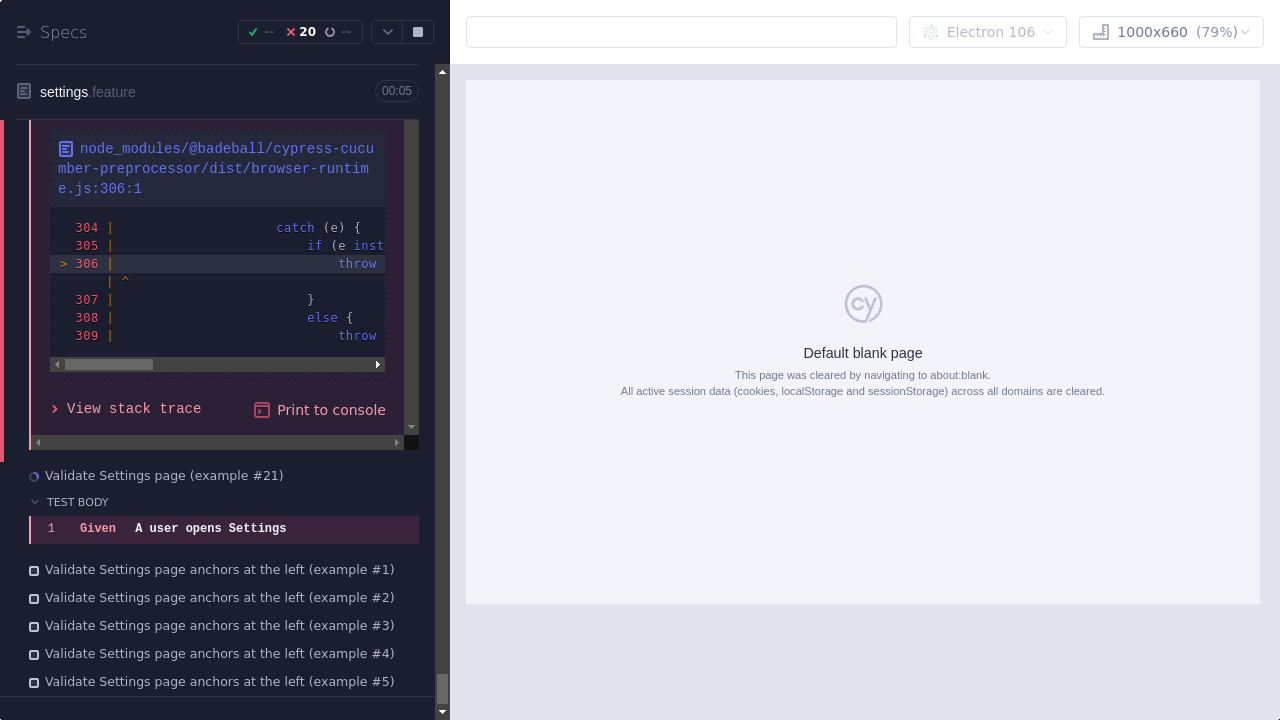 Specs
-- 20 --
Electron 106
1000x660 (79%)
settings.feature
00:05
node_modules/@badeball/cypress-cucu
mber-preprocessor/dist/browser-runtim
e.js:306:1
304 | catch (e) {
305 | if (e inst
> 306 | throw
| ^
307 | }
308 | else {
309 | throw
View stack trace
Print to console
Validate Settings page (example #21)
TEST BODY
1 Given A user opens Settings
Validate Settings page anchors at the left (example #1)
Validate Settings page anchors at the left (example #2)
Validate Settings page anchors at the left (example #3)
Validate Settings page anchors at the left (example #4)
Validate Settings page anchors at the left (example #5)
cy
Default blank page
This page was cleared by navigating to about:blank.
All active session data (cookies, localStorage and sessionStorage) across all domains are cleared.